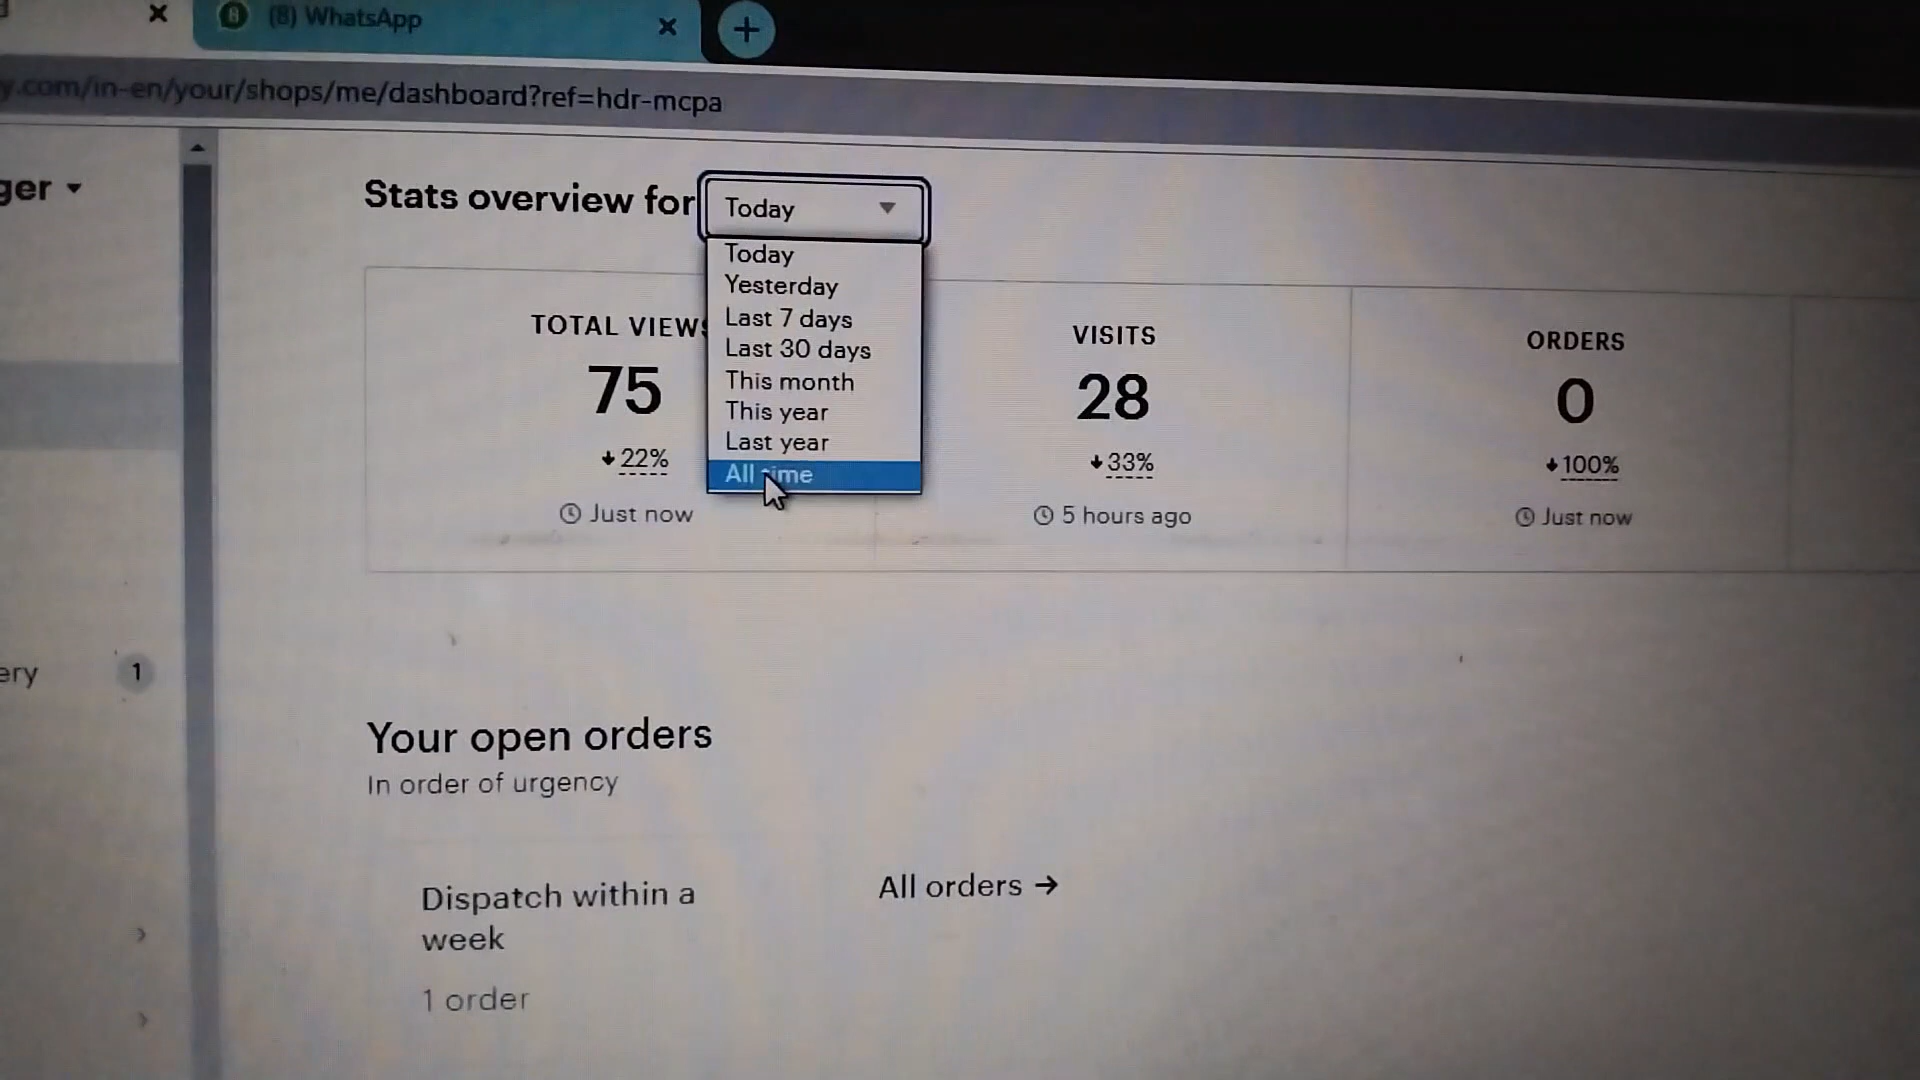 (8) WhatsApp
y.com/in-en/your/shops/me/dashboard?ref=hdr-mcpa
ger
Stats overview for
Today
Today
Yesterday
Last 7 days
Last 30 days
This month
This year
Last year
All time
TOTAL VIEWS
75
22%
Just now
VISITS
28
33%
5 hours ago
ORDERS
0
100%
Just now
ery
1
Your open orders
In order of urgency
Dispatch within a
week
1 order
All orders →